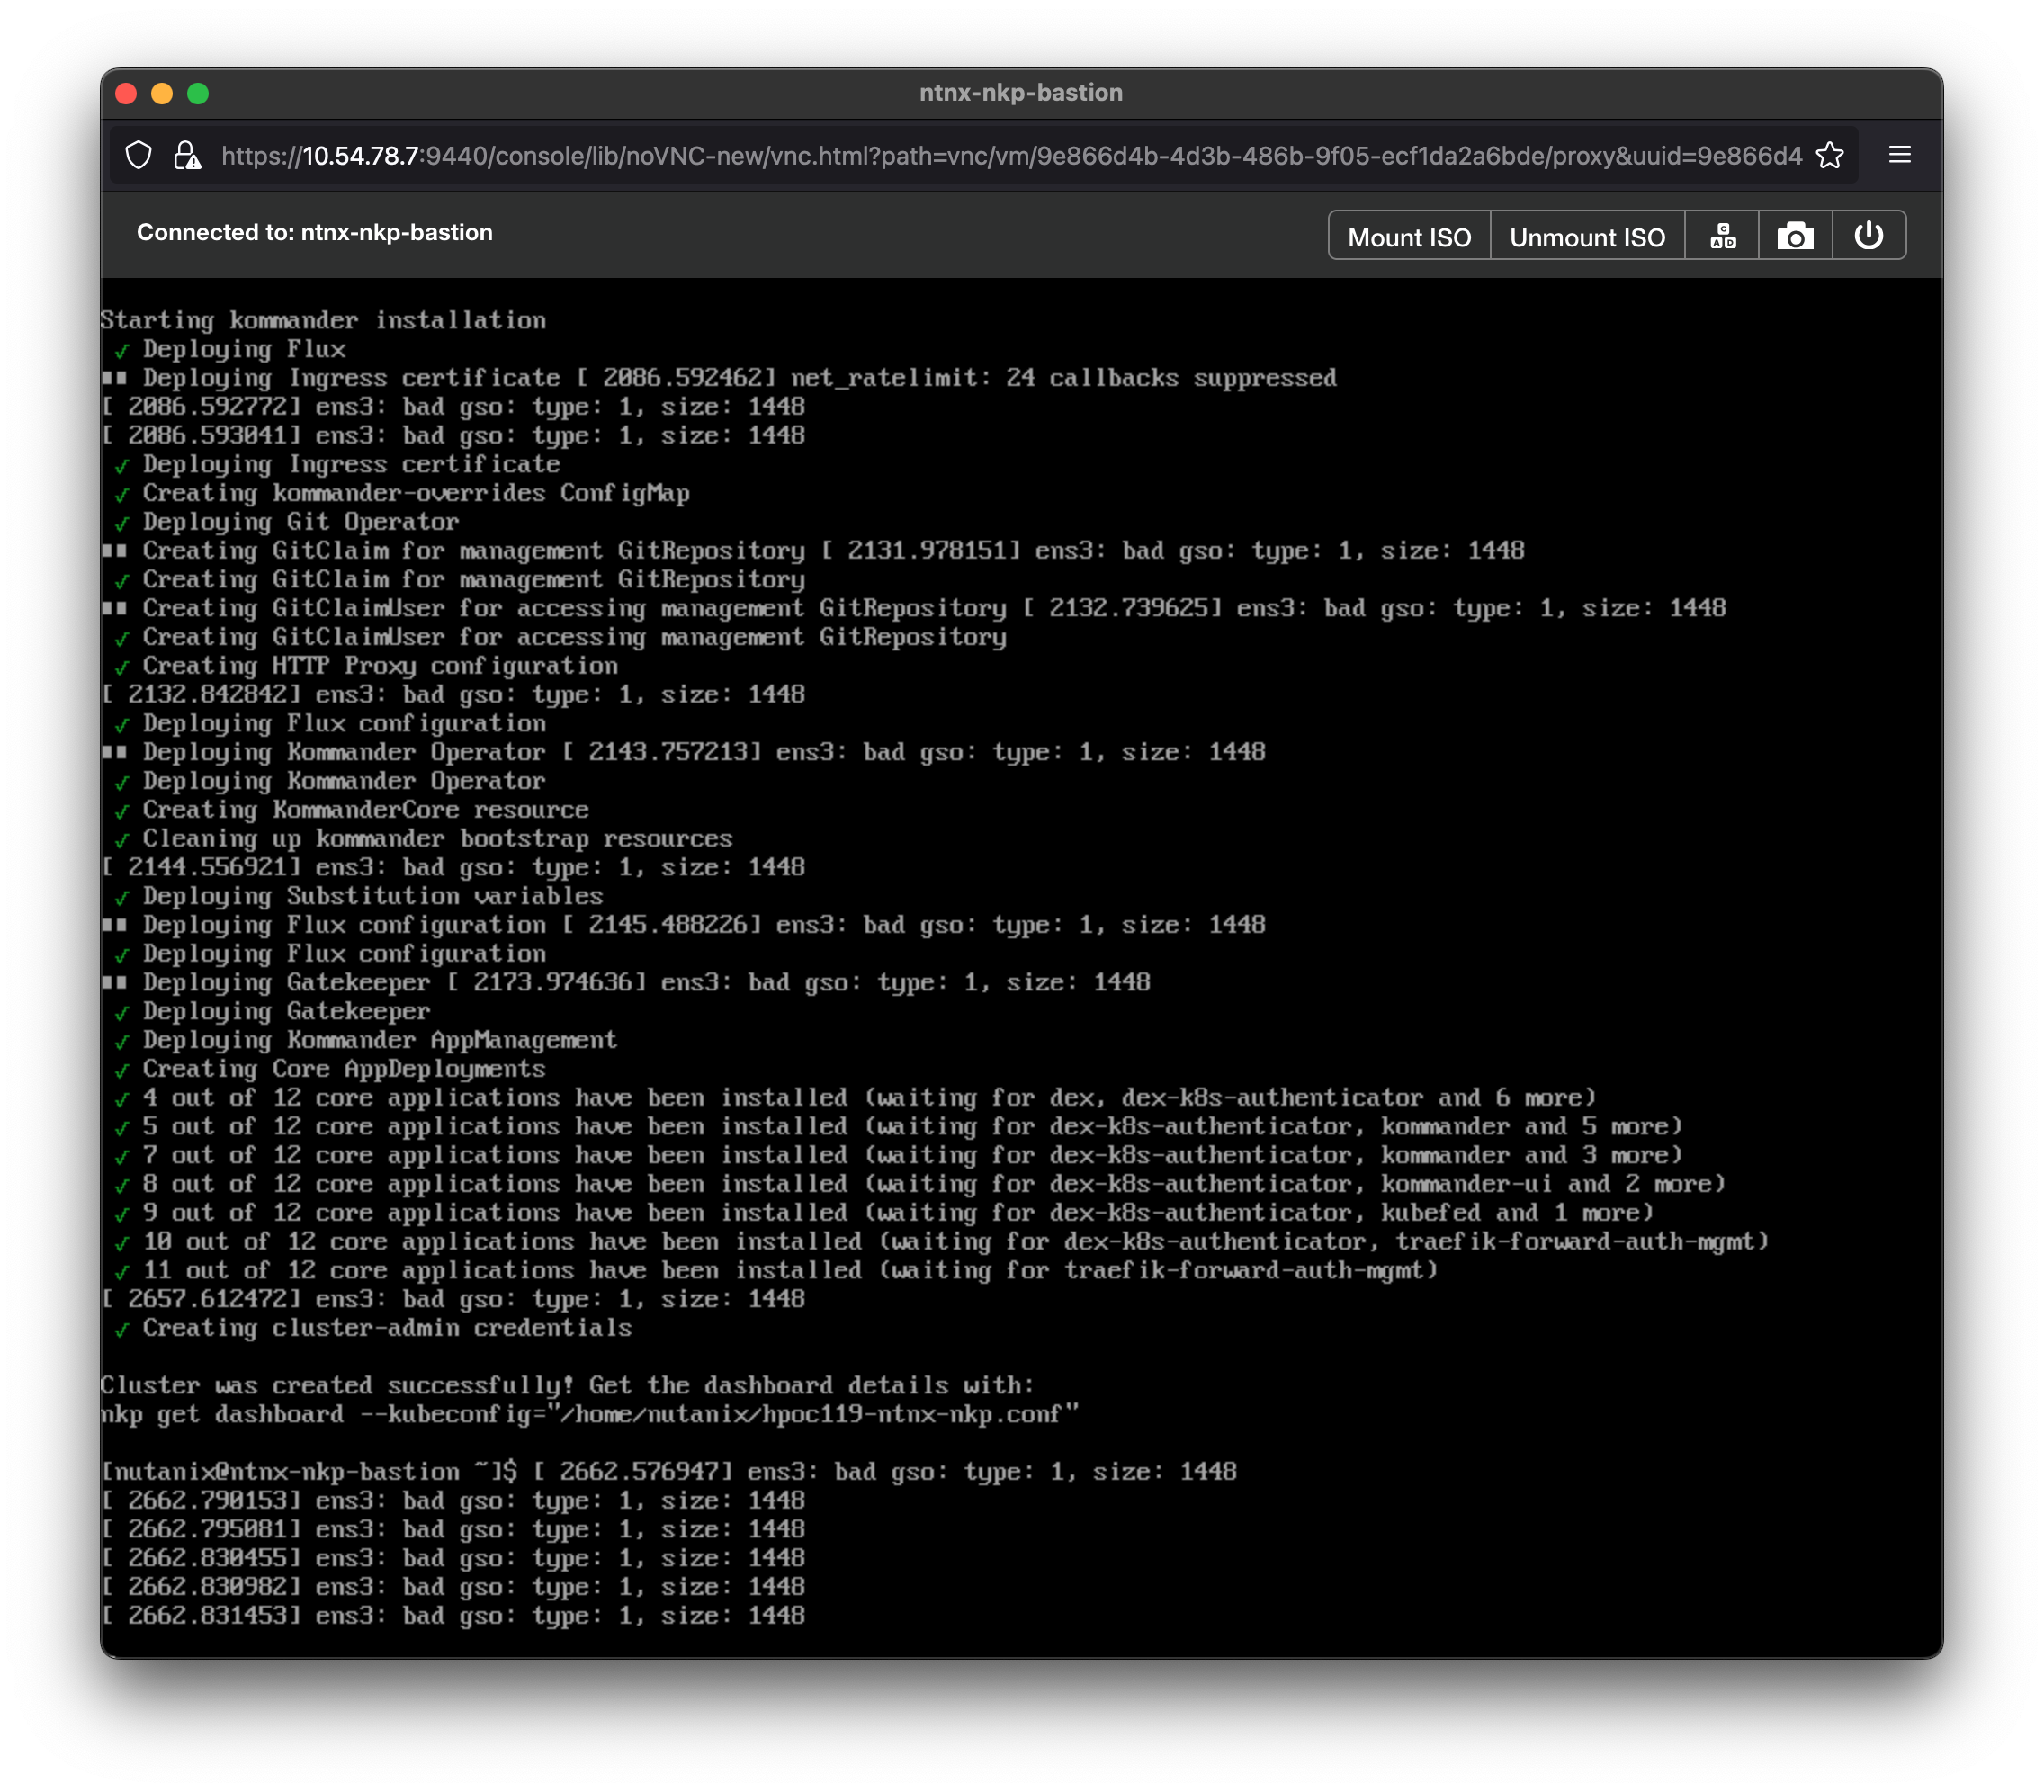 ntnx-nkp-bastion
https://10.54.78.7:9440/console/lib/noVNC-new/vnc.html?path=vnc/vm/9e866d4b-4d3b-486b-9f05-ecf1da2a6bde/proxy&uuid=9e866d4
Connected to: ntnx-nkp-bastion
Mount ISO
Unmount ISO
C
A D
Starting kommander installation
✓ Deploying Flux
Deploying Ingress certificate [ 2086.592462] net_ratelimit: 24 callbacks suppressed
[ 2086.592772] ens3: bad gso: type: 1, size: 1448
[ 2086.593041] ens3: bad gso: type: 1, size: 1448
✓ Deploying Ingress certificate
✓ Creating kommander-overrides ConfigMap
✓ Deploying Git Operator
Creating GitClaim for management GitRepository [ 2131.978151] ens3: bad gso: type: 1, size: 1448
✓ Creating GitClaim for management GitRepository
Creating GitClaimUser for accessing management GitRepository [ 2132.739625] ens3: bad gso: type: 1, size: 1448
✓ Creating GitClaimUser for accessing management GitRepository
✓ Creating HTTP Proxy configuration
[ 2132.842842] ens3: bad gso: type: 1, size: 1448
✓ Deploying Flux configuration
Deploying Kommander Operator [ 2143.757213] ens3: bad gso: type: 1, size: 1448
✓ Deploying Kommander Operator
✓ Creating KommanderCore resource
✓ Cleaning up kommander bootstrap resources
[ 2144.556921] ens3: bad gso: type: 1, size: 1448
✓ Deploying Substitution variables
Deploying Flux configuration [ 2145.488226] ens3: bad gso: type: 1, size: 1448
✓ Deploying Flux configuration
Deploying Gatekeeper [ 2173.974636] ens3: bad gso: type: 1, size: 1448
✓ Deploying Gatekeeper
✓ Deploying Kommander AppManagement
✓ Creating Core AppDeployments
✓ 4 out of 12 core applications have been installed (waiting for dex, dex-k8s-authenticator and 6 more)
✓ 5 out of 12 core applications have been installed (waiting for dex-k8s-authenticator, kommander and 5 more)
✓ 7 out of 12 core applications have been installed (waiting for dex-k8s-authenticator, kommander and 3 more)
✓ 8 out of 12 core applications have been installed (waiting for dex-k8s-authenticator, kommander-ui and 2 more)
✓ 9 out of 12 core applications have been installed (waiting for dex-k8s-authenticator, kubefed and 1 more)
✓ 10 out of 12 core applications have been installed (waiting for dex-k8s-authenticator, traefik-forward-auth-mgmt)
✓ 11 out of 12 core applications have been installed (waiting for traefik-forward-auth-mgmt)
[ 2657.612472] ens3: bad gso: type: 1, size: 1448
✓ Creating cluster-admin credentials
Cluster was created successfully! Get the dashboard details with:
nkp get dashboard --kubeconfig="/home/nutanix/hpoc119-ntnx-nkp.conf"
[nutanix@ntnx-nkp-bastion ~]$ [ 2662.576947] ens3: bad gso: type: 1, size: 1448
[ 2662.790153] ens3: bad gso: type: 1, size: 1448
[ 2662.795081] ens3: bad gso: type: 1, size: 1448
[ 2662.830455] ens3: bad gso: type: 1, size: 1448
[ 2662.830982] ens3: bad gso: type: 1, size: 1448
[ 2662.831453] ens3: bad gso: type: 1, size: 1448